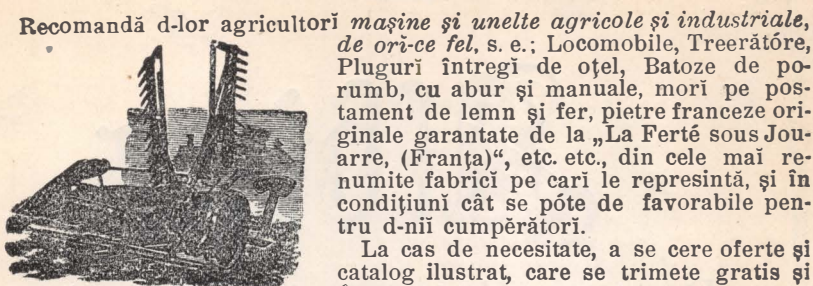 Recomandă d-lor agricultorĭ mașine și unelte agricole și industriale,
de orĭ-ce fel, s. e.; Locomobile, Treerătóre,
Plugurĭ întregĭ de oțel, Batoze de po-
rumb, cu abur și manuale, morĭ pe pos-
tament de lemn și fer, pietre franceze ori-
ginale garantate de la „La Ferté sous Jou-
arre, (Franța)“, etc. etc., din cele maĭ re-
numite fabricĭ pe carĭ le represintă, și în
condițiunĭ cât se póte de favorabile pen-
tru d-niĭ cumpĕrătorĭ.
La cas de necesitate, a se cere oferte și
catalog ilustrat, care se trimete gratis și